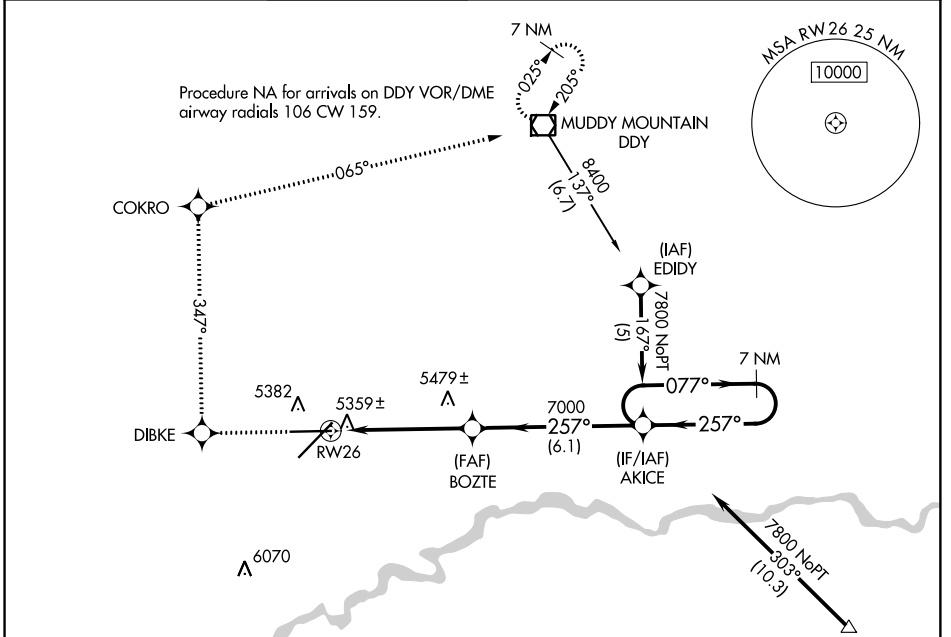 7 NM
025°
205°
MSA RW26 25 NM
10000
Procedure NA for arrivals on DDY VOR/DME
airway radials 106 CW 159.
MUDDY MOUNTAIN
DDY
065°
8400
137°
(6.7)
COKRO
(IAF)
EDIDY
347°
7800 NoPT
167°
(5)
7 NM
077°
5479±
5382
5359±
7000
257°
(6.1)
257°
DIBKE
RW26
(FAF)
BOZTE
(IF/IAF)
AKICE
6070
7800 NoPT
303°
(10.3)